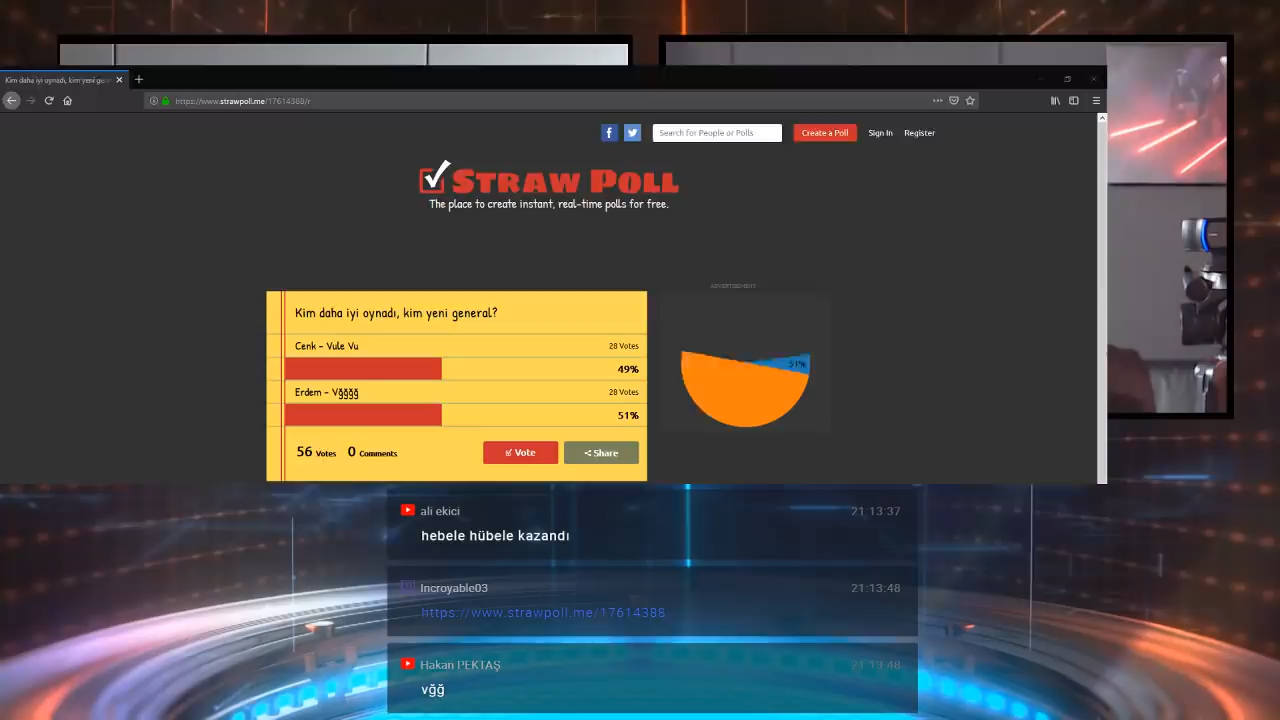 Kim daha iyi oynadı, kim yeni gener
https://www.strawpoll.me/17614388/r
Search for People or Polls
Create a Poll
Sign In
Register
STRAW POLL
The place to create instant, real-time polls for free.
ADVERTISEMENT
Kim daha iyi oynadı, kim yeni general?
Cenk - Vule Vu
28 Votes
49%
Erdem - Vğğğğ
28 Votes
51%
51%
56 Votes 0 Comments
Vote
Share
ali ekici
21:13:37
hebele hübele kazandı
Incroyable03
21:13:48
https://www.strawpoll.me/17614388
Hakan PEKTAŞ
21:13:48
vğğ